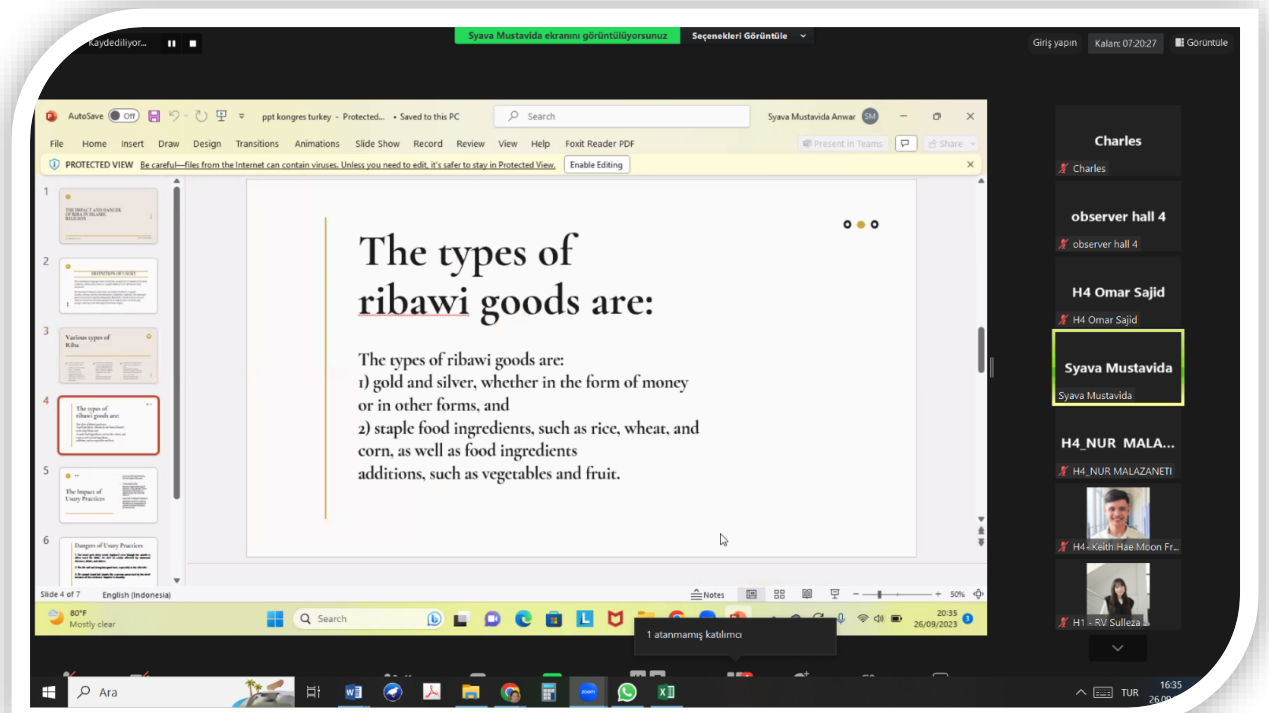 Kaydediliyor...
Syava Mustavida ekranını görüntülüyorsunuz
Seçenekleri Görüntüle
Giriş yapın
Kalan: 07:20:27
Görüntüle
AutoSave Off
ppt kongres turkey - Protected... • Saved to this PC
Search
Syava Mustavida Anwar SM
File Home Insert Draw Design Transitions Animations Slide Show Record Review View Help Foxit Reader PDF
Present in Teams
Share
PROTECTED VIEW Be careful—files from the Internet can contain viruses. Unless you need to edit, it's safer to stay in Protected View. Enable Editing
1
THE IMPACT AND DANGER
OF RIBA IN ISLAMIC
RELIGION
2
DEFINITION OF USURY
3
Various types of
Riba
4
The types of
ribawi goods are:
5
The Impact of
Usury Practices
6
Dangers of Usury Practices
The types of
ribawi goods are:
The types of ribawi goods are:
1) gold and silver, whether in the form of money
or in other forms, and
2) staple food ingredients, such as rice, wheat, and
corn, as well as food ingredients
additions, such as vegetables and fruit.
Slide 4 of 7
English (Indonesia)
Notes
50%
80°F
Mostly clear
Search
20:35
26/09/2023
1 atanmamış katılımcı
Charles
Charles
observer hall 4
observer hall 4
H4 Omar Sajid
H4 Omar Sajid
Syava Mustavida
Syava Mustavida
H4_NUR MALA...
H4_NUR MALAZANETI
H4- Keith Hae Moon Fr...
H1 - RV Sulleza
Ara
zoom
TUR
16:35